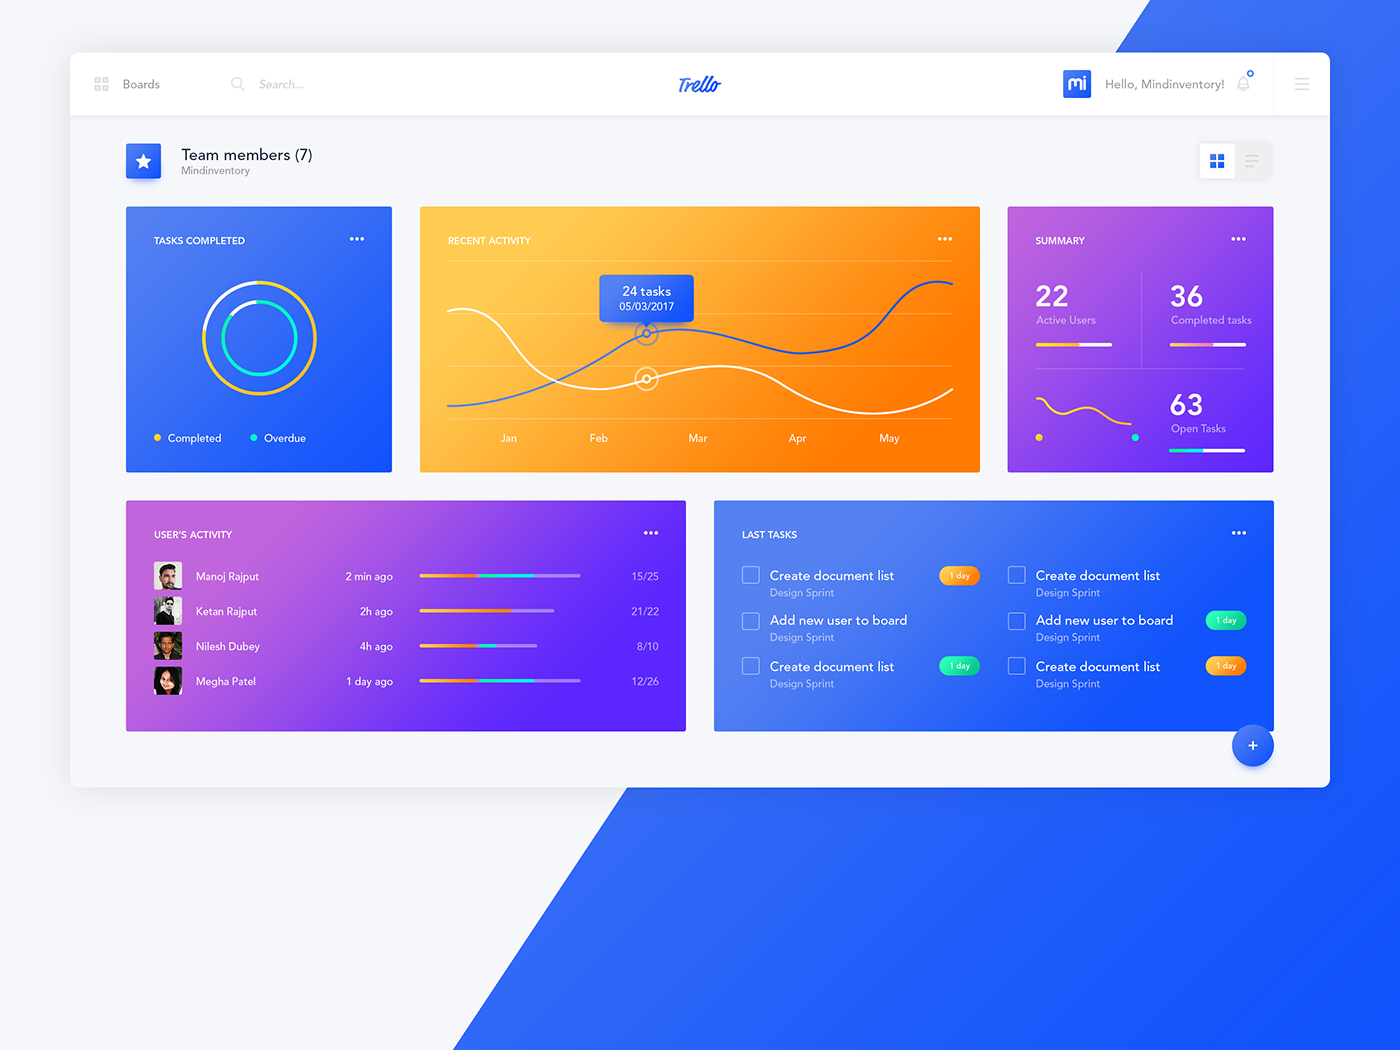 Boards
Search...
Trello
mi
Hello, Mindinventory!
Team members (7)
Mindinventory
TASKS COMPLETED
Completed
Overdue
RECENT ACTIVITY
24 tasks
05/03/2017
Jan
Feb
Mar
Apr
May
SUMMARY
22
Active Users
36
Completed tasks
63
Open Tasks
USER'S ACTIVITY
Manoj Rajput 2 min ago 15/25
Ketan Rajput 2h ago 21/22
Nilesh Dubey 4h ago 8/10
Megha Patel 1 day ago 12/26
LAST TASKS
Create document list 1 day
Design Sprint
Add new user to board
Design Sprint
Create document list 1 day
Design Sprint
Create document list
Design Sprint
Add new user to board 1 day
Design Sprint
Create document list 1 day
Design Sprint
+